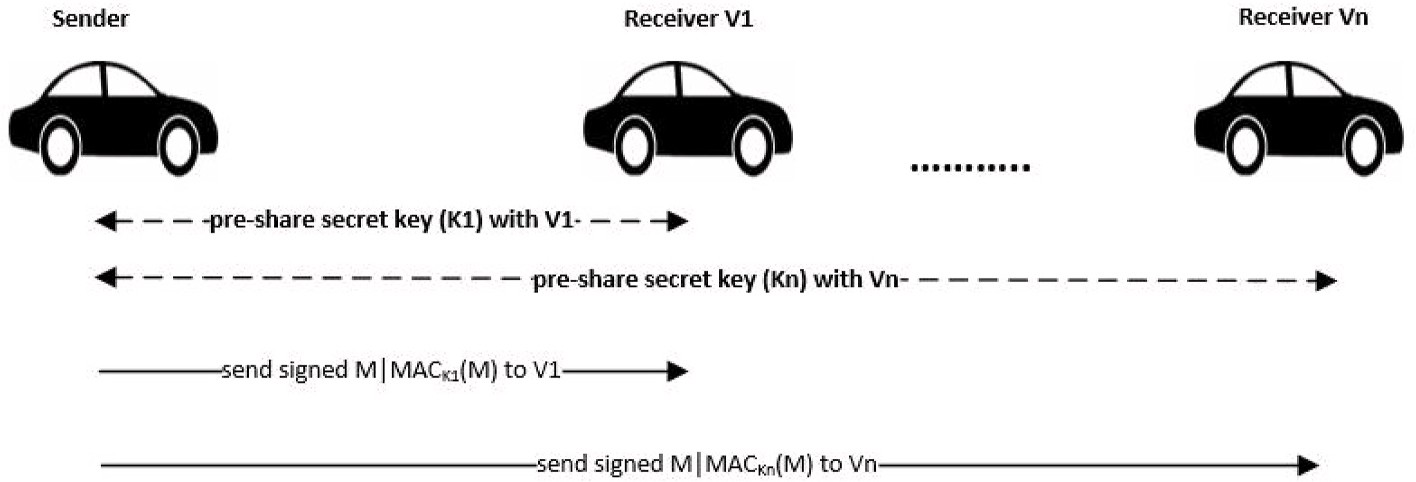 Sender
Receiver V1
Receiver Vn
...........
pre-share secret key (K1) with V1
pre-share secret key (Kn) with Vn
send signed M|MACK1(M) to V1
send signed M|MACKn(M) to Vn